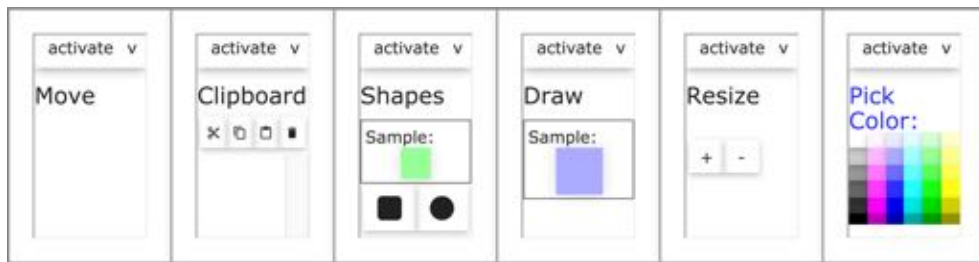 activate v
Move
activate v
Clipboard
activate v
Shapes
Sample:
activate v
Draw
Sample:
activate v
Resize
+ -
activate v
Pick
Color: